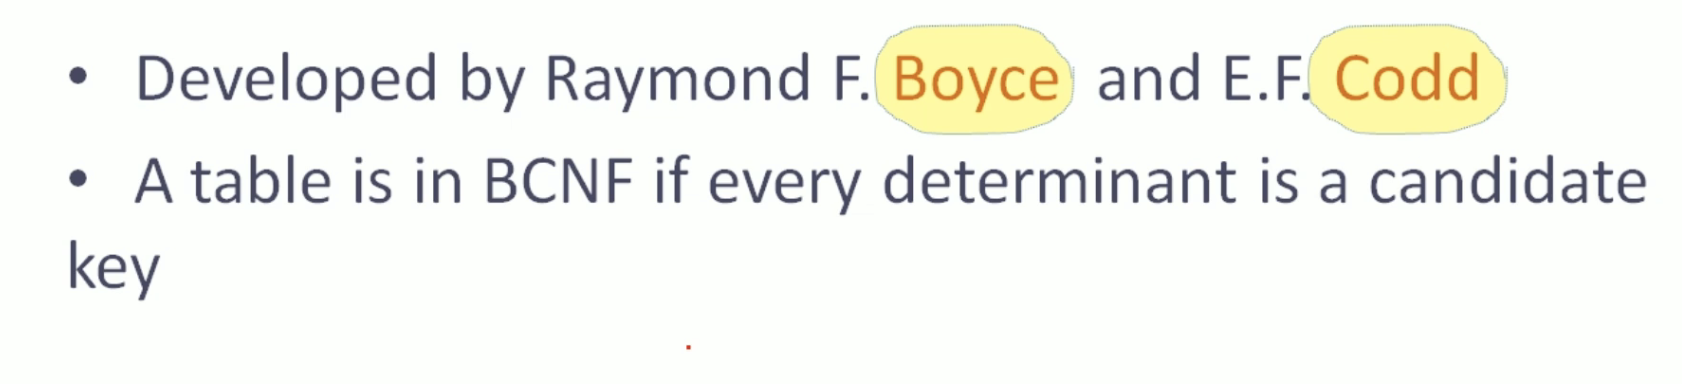 • Developed by Raymond F. Boyce and E.F. Codd
• A table is in BCNF if every determinant is a candidate
key